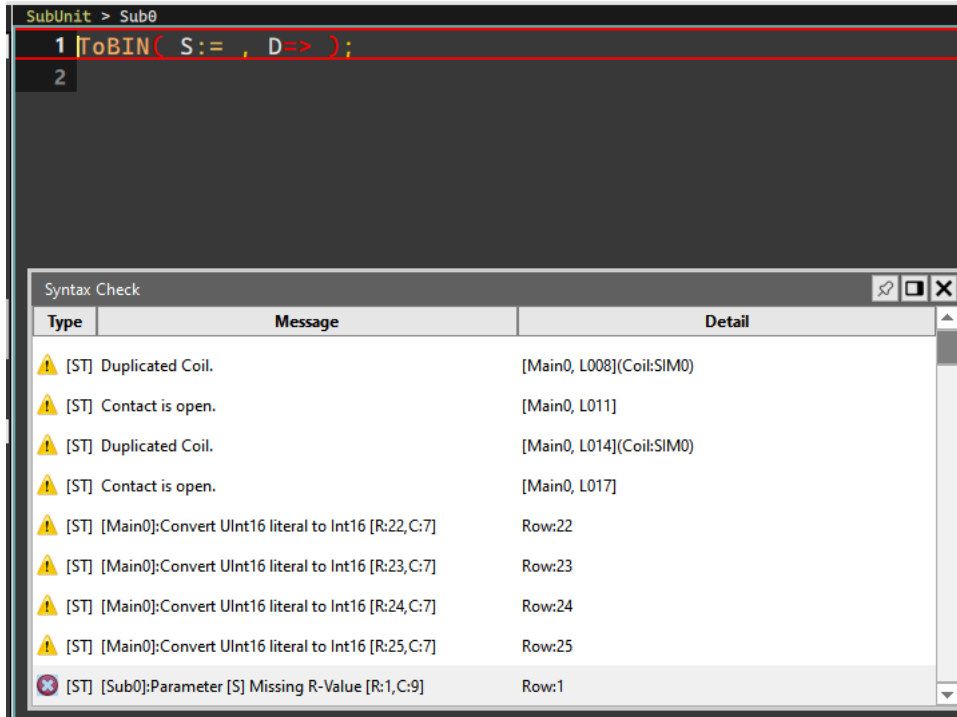 SubUnit > Sub0
1 ToBIN( S:= , D=> );
2
Syntax Check
Type Message Detail
[ST] Duplicated Coil. [Main0, L008](Coil:SIM0)
[ST] Contact is open. [Main0, L011]
[ST] Duplicated Coil. [Main0, L014](Coil:SIM0)
[ST] Contact is open. [Main0, L017]
[ST] [Main0]:Convert UInt16 literal to Int16 [R:22,C:7] Row:22
[ST] [Main0]:Convert UInt16 literal to Int16 [R:23,C:7] Row:23
[ST] [Main0]:Convert UInt16 literal to Int16 [R:24,C:7] Row:24
[ST] [Main0]:Convert UInt16 literal to Int16 [R:25,C:7] Row:25
[ST] [Sub0]:Parameter [S] Missing R-Value [R:1,C:9] Row:1